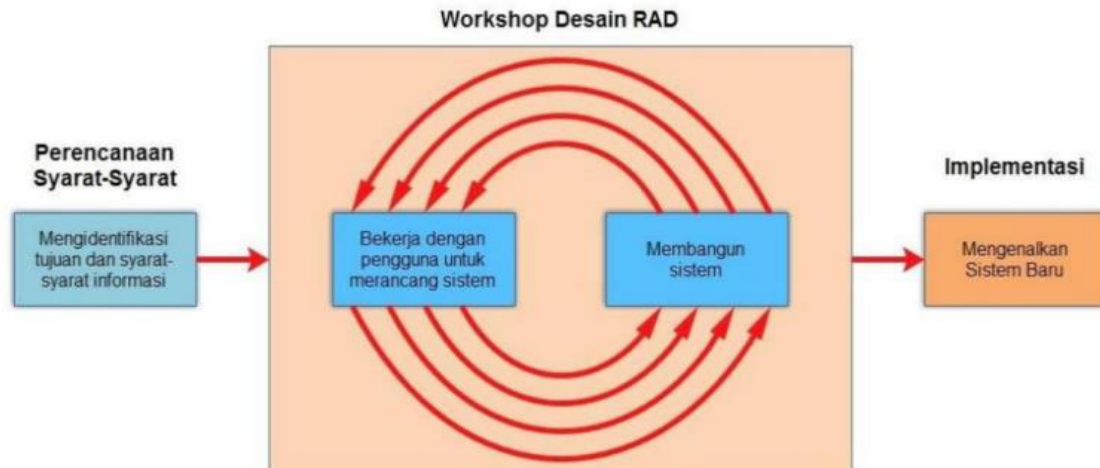 Workshop Desain RAD
Perencanaan
Syarat-Syarat
Mengidentifikasi
tujuan dan syarat-
syarat informasi
Bekerja dengan
pengguna untuk
merancang sistem
Membangun
sistem
Implementasi
Mengenalkan
Sistem Baru